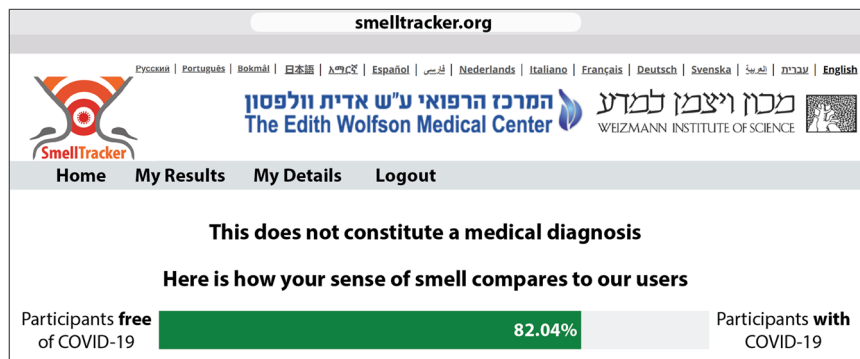 smelltracker.org
Русский | Português | Bokmål | 日本語 | አማርኛ | Español | فارسی | Nederlands | Italiano | Français | Deutsch | Svenska | العربية | עברית | English
SmellTracker
המרכז הרפואי ע"ש אדית וולפסון
The Edith Wolfson Medical Center
מכון ויצמן למדע
WEIZMANN INSTITUTE OF SCIENCE
Home My Results My Details Logout
This does not constitute a medical diagnosis
Here is how your sense of smell compares to our users
Participants free
of COVID-19
82.04%
Participants with
COVID-19